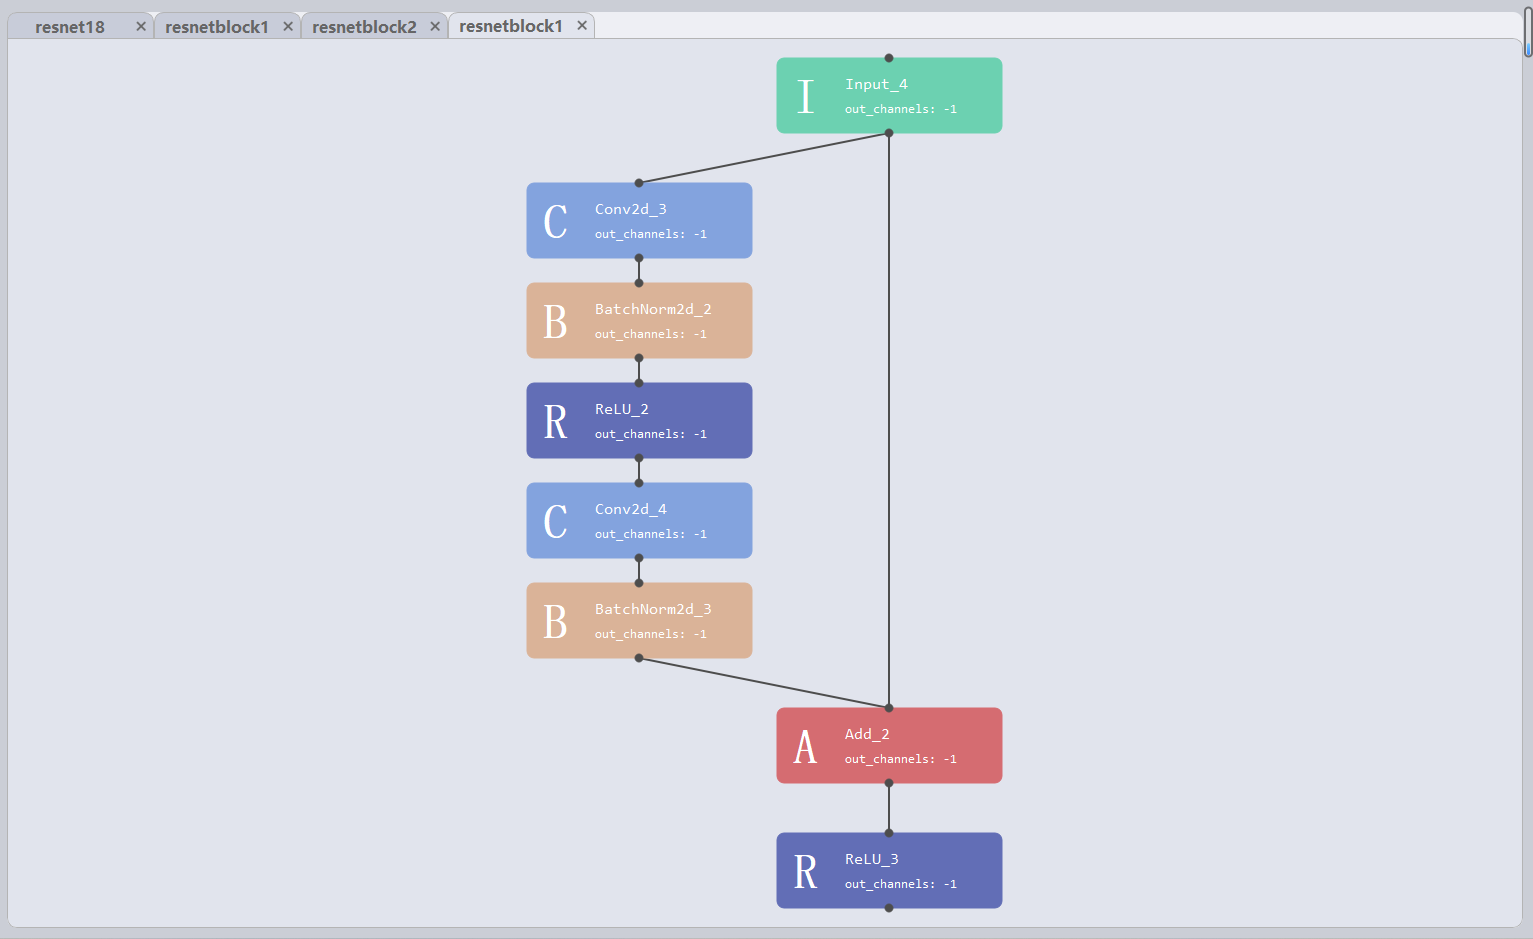 resnet18 × resnetblock1 × resnetblock2 × resnetblock1 ×
I
Input_4
out_channels: -1
C
Conv2d_3
out_channels: -1
B
BatchNorm2d_2
out_channels: -1
R
ReLU_2
out_channels: -1
C
Conv2d_4
out_channels: -1
B
BatchNorm2d_3
out_channels: -1
A
Add_2
out_channels: -1
R
ReLU_3
out_channels: -1